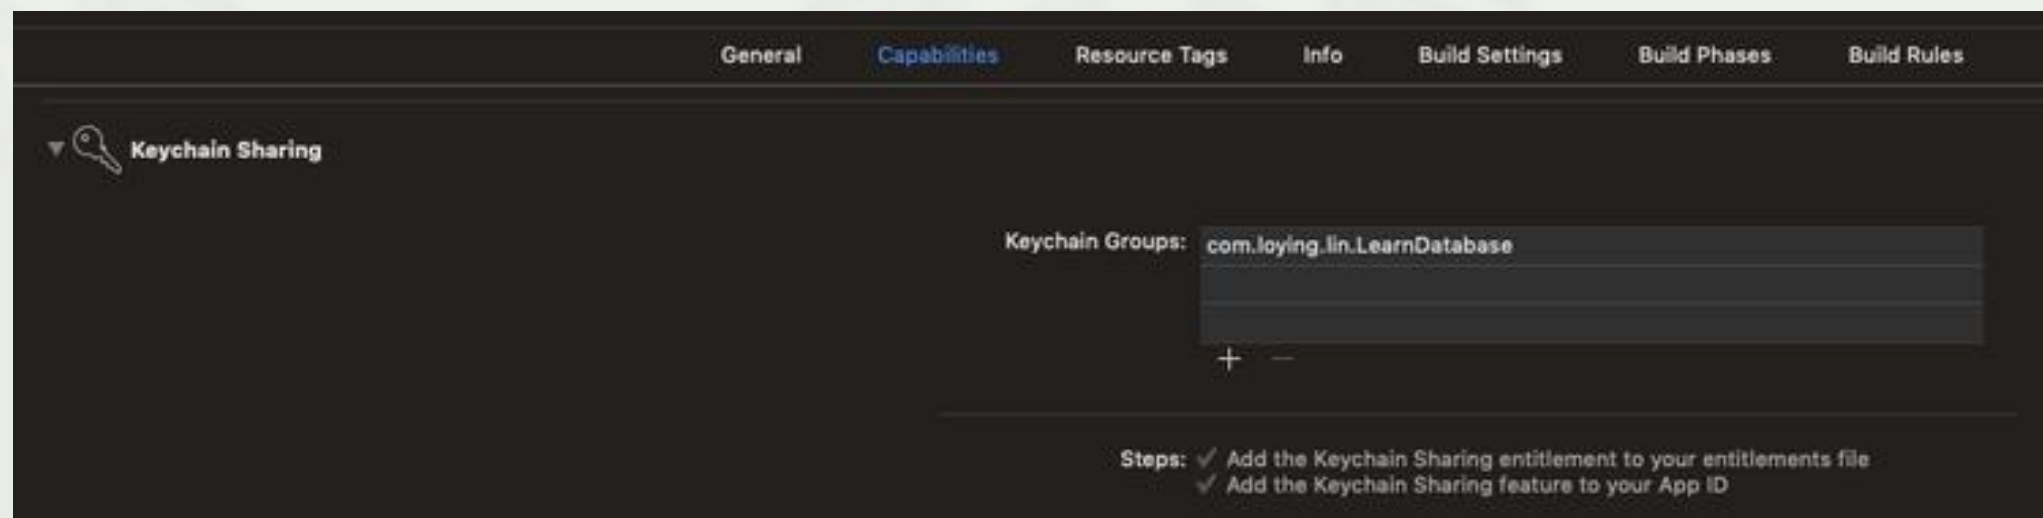 General Capabilities Resource Tags Info Build Settings Build Phases Build Rules
Keychain Sharing
Keychain Groups: com.loying.lin.LearnDatabase
+ −
Steps: ✓ Add the Keychain Sharing entitlement to your entitlements file
✓ Add the Keychain Sharing feature to your App ID